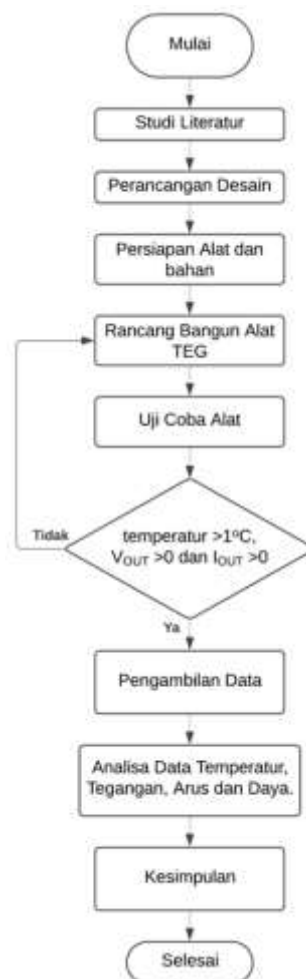 Mulai
Studi Literatur
Perancangan Desain
Persiapan Alat dan
bahan
Rancang Bangun Alat
TEG
Uji Coba Alat
Tidak
temperatur >1°C,
VOUT >0 dan IOUT >0
Ya
Pengambilan Data
Analisa Data Temperatur,
Tegangan, Arus dan Daya.
Kesimpulan
Selesai